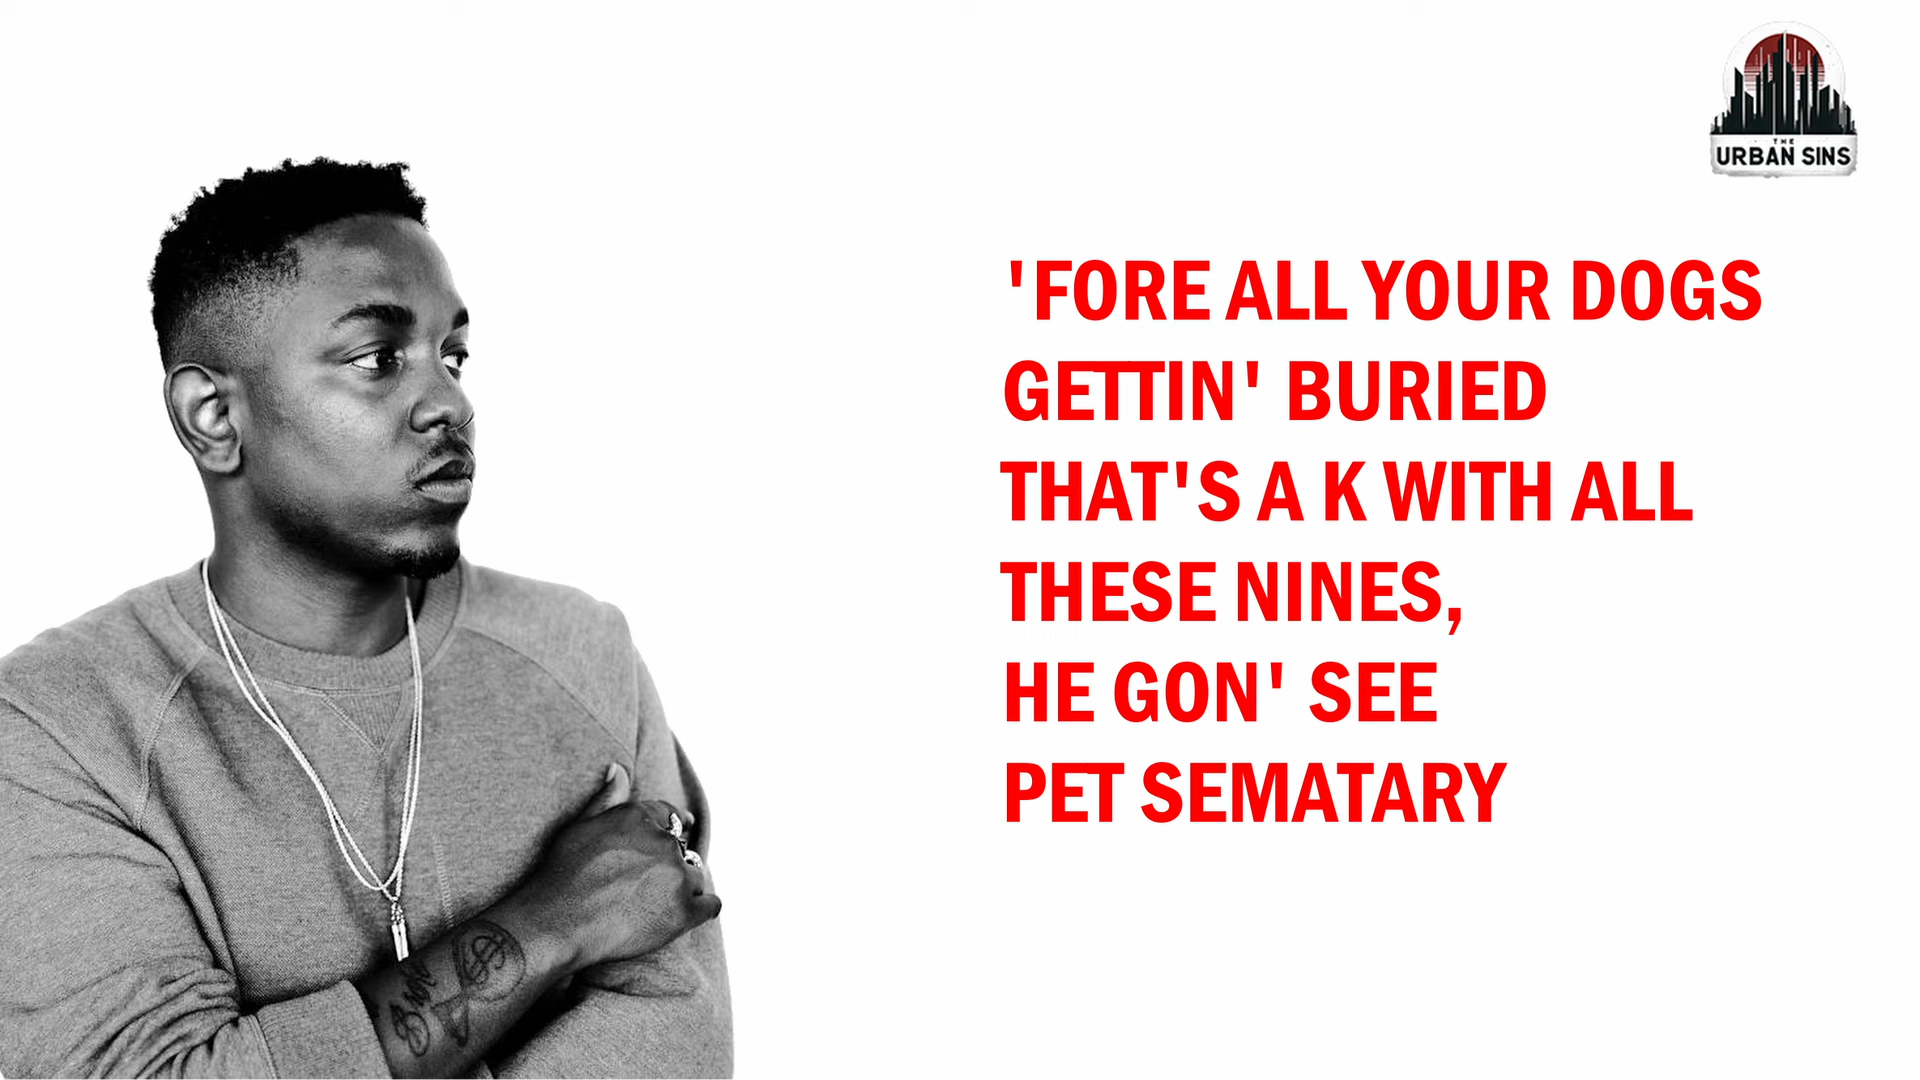 THE
URBAN SINS
'FORE ALL YOUR DOGS
GETTIN' BURIED
THAT'S A K WITH ALL
THESE NINES,
HE GON' SEE
PET SEMATARY